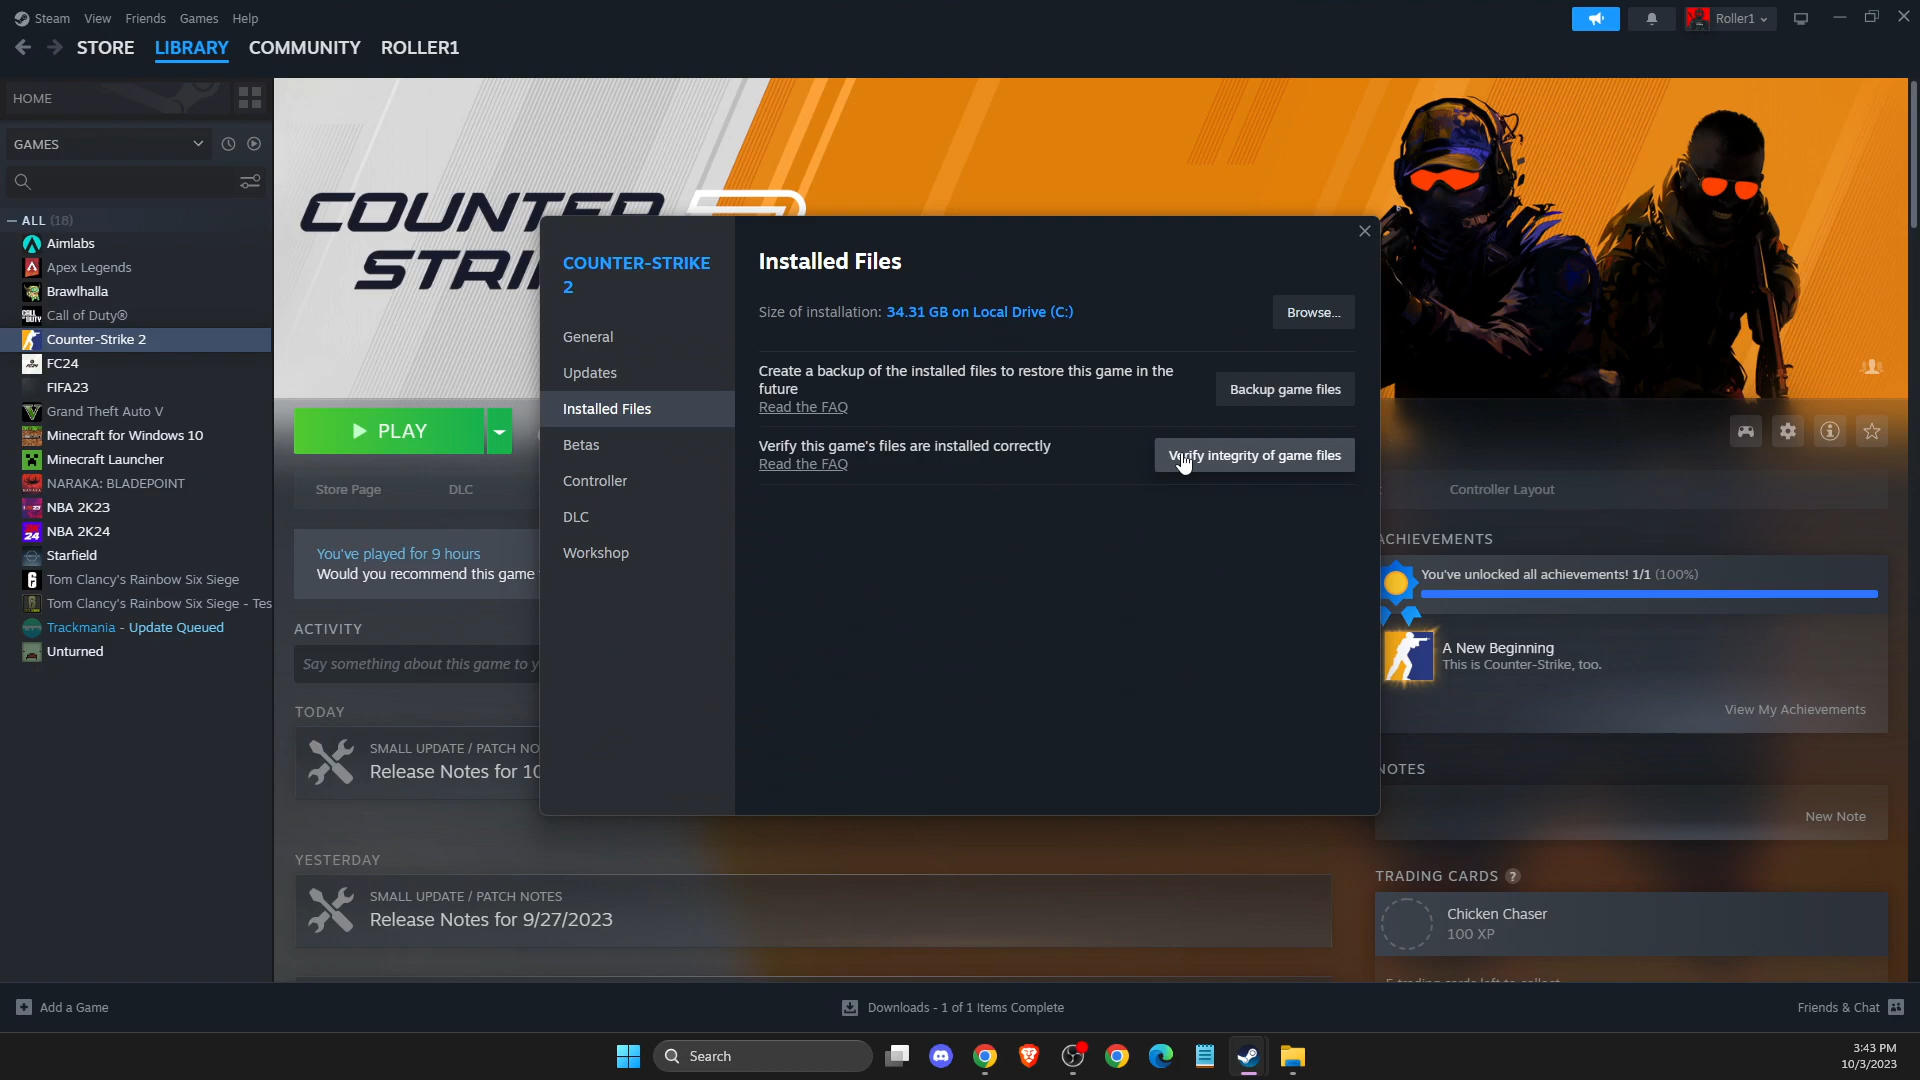 Steam View Friends Games Help
Roller1
STORE LIBRARY COMMUNITY ROLLER1
HOME
GAMES
ALL (18)
Aimlabs
Apex Legends
Brawlhalla
Call of Duty®
Counter-Strike 2
FC24
FIFA23
Grand Theft Auto V
Minecraft for Windows 10
Minecraft Launcher
NARAKA: BLADEPOINT
NBA 2K23
NBA 2K24
Starfield
Tom Clancy's Rainbow Six Siege
Tom Clancy's Rainbow Six Siege - Tes
Trackmania - Update Queued
Unturned
COUNTER
STRI
PLAY
Store Page DLC
Controller Layout
You've played for 9 hours
Would you recommend this game
ACTIVITY
Say something about this game to y
TODAY
SMALL UPDATE / PATCH NO
Release Notes for 10
YESTERDAY
SMALL UPDATE / PATCH NOTES
Release Notes for 9/27/2023
COUNTER-STRIKE
2
General
Updates
Installed Files
Betas
Controller
DLC
Workshop
Installed Files
Size of installation: 34.31 GB on Local Drive (C:)
Browse...
Create a backup of the installed files to restore this game in the
future
Read the FAQ
Backup game files
Verify this game's files are installed correctly
Read the FAQ
Verify integrity of game files
ACHIEVEMENTS
You've unlocked all achievements! 1/1 (100%)
A New Beginning
This is Counter-Strike, too.
View My Achievements
NOTES
New Note
TRADING CARDS ?
Chicken Chaser
100 XP
Add a Game
Downloads - 1 of 1 Items Complete
Friends & Chat
Search
3:43 PM
10/3/2023